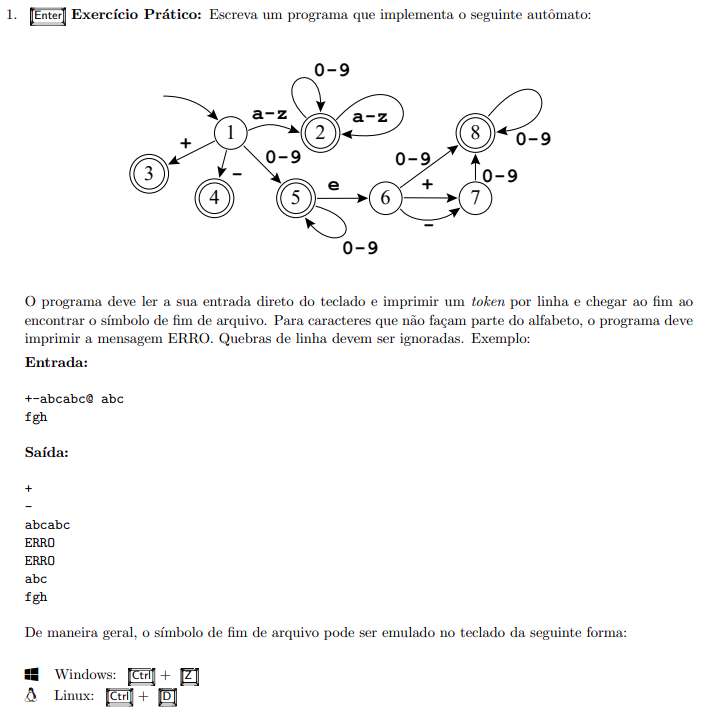 1. Enter Exercício Prático: Escreva um programa que implementa o seguinte autômato:
0-9
a-z
a-z
1
2
8
+
0-9
0-9
0-9
3
-
4
5
e
6
+
7
0-9
-
0-9
O programa deve ler a sua entrada direto do teclado e imprimir um token por linha e chegar ao fim ao
encontrar o símbolo de fim de arquivo. Para caracteres que não façam parte do alfabeto, o programa deve
imprimir a mensagem ERRO. Quebras de linha devem ser ignoradas. Exemplo:
Entrada:
+-abcabc@ abc
fgh
Saída:
+
-
abcabc
ERRO
ERRO
abc
fgh
De maneira geral, o símbolo de fim de arquivo pode ser emulado no teclado da seguinte forma:
Windows: Ctrl + Z
Linux: Ctrl + D